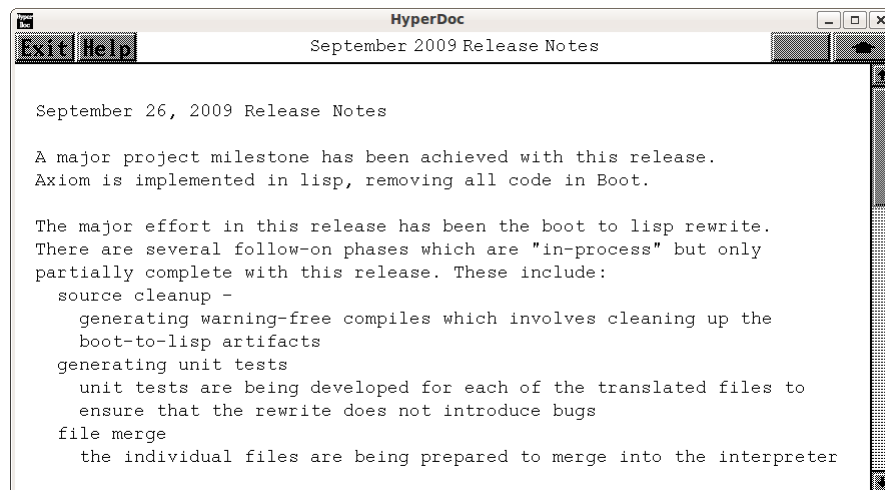 Hyper Doc
HyperDoc
Exit Help
September 2009 Release Notes
September 26, 2009 Release Notes
A major project milestone has been achieved with this release.
Axiom is implemented in lisp, removing all code in Boot.
The major effort in this release has been the boot to lisp rewrite.
There are several follow-on phases which are "in-process" but only
partially complete with this release. These include:
source cleanup -
generating warning-free compiles which involves cleaning up the
boot-to-lisp artifacts
generating unit tests
unit tests are being developed for each of the translated files to
ensure that the rewrite does not introduce bugs
file merge
the individual files are being prepared to merge into the interpreter